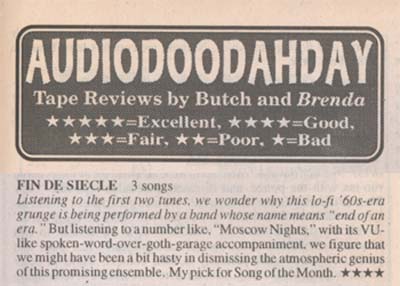 AUDIODOODAHDAY
Tape Reviews by Butch and Brenda
★★★★★=Excellent, ★★★★=Good,
★★★=Fair, ★★=Poor, ★=Bad
FIN DE SIECLE 3 songs
Listening to the first two tunes, we wonder why this lo-fi '60s-era
grunge is being performed by a band whose name means "end of an
era." But listening to a number like, "Moscow Nights," with its VU-
like spoken-word-over-goth-garage accompaniment, we figure that
we might have been a bit hasty in dismissing the atmospheric genius
of this promising ensemble. My pick for Song of the Month. ★★★★